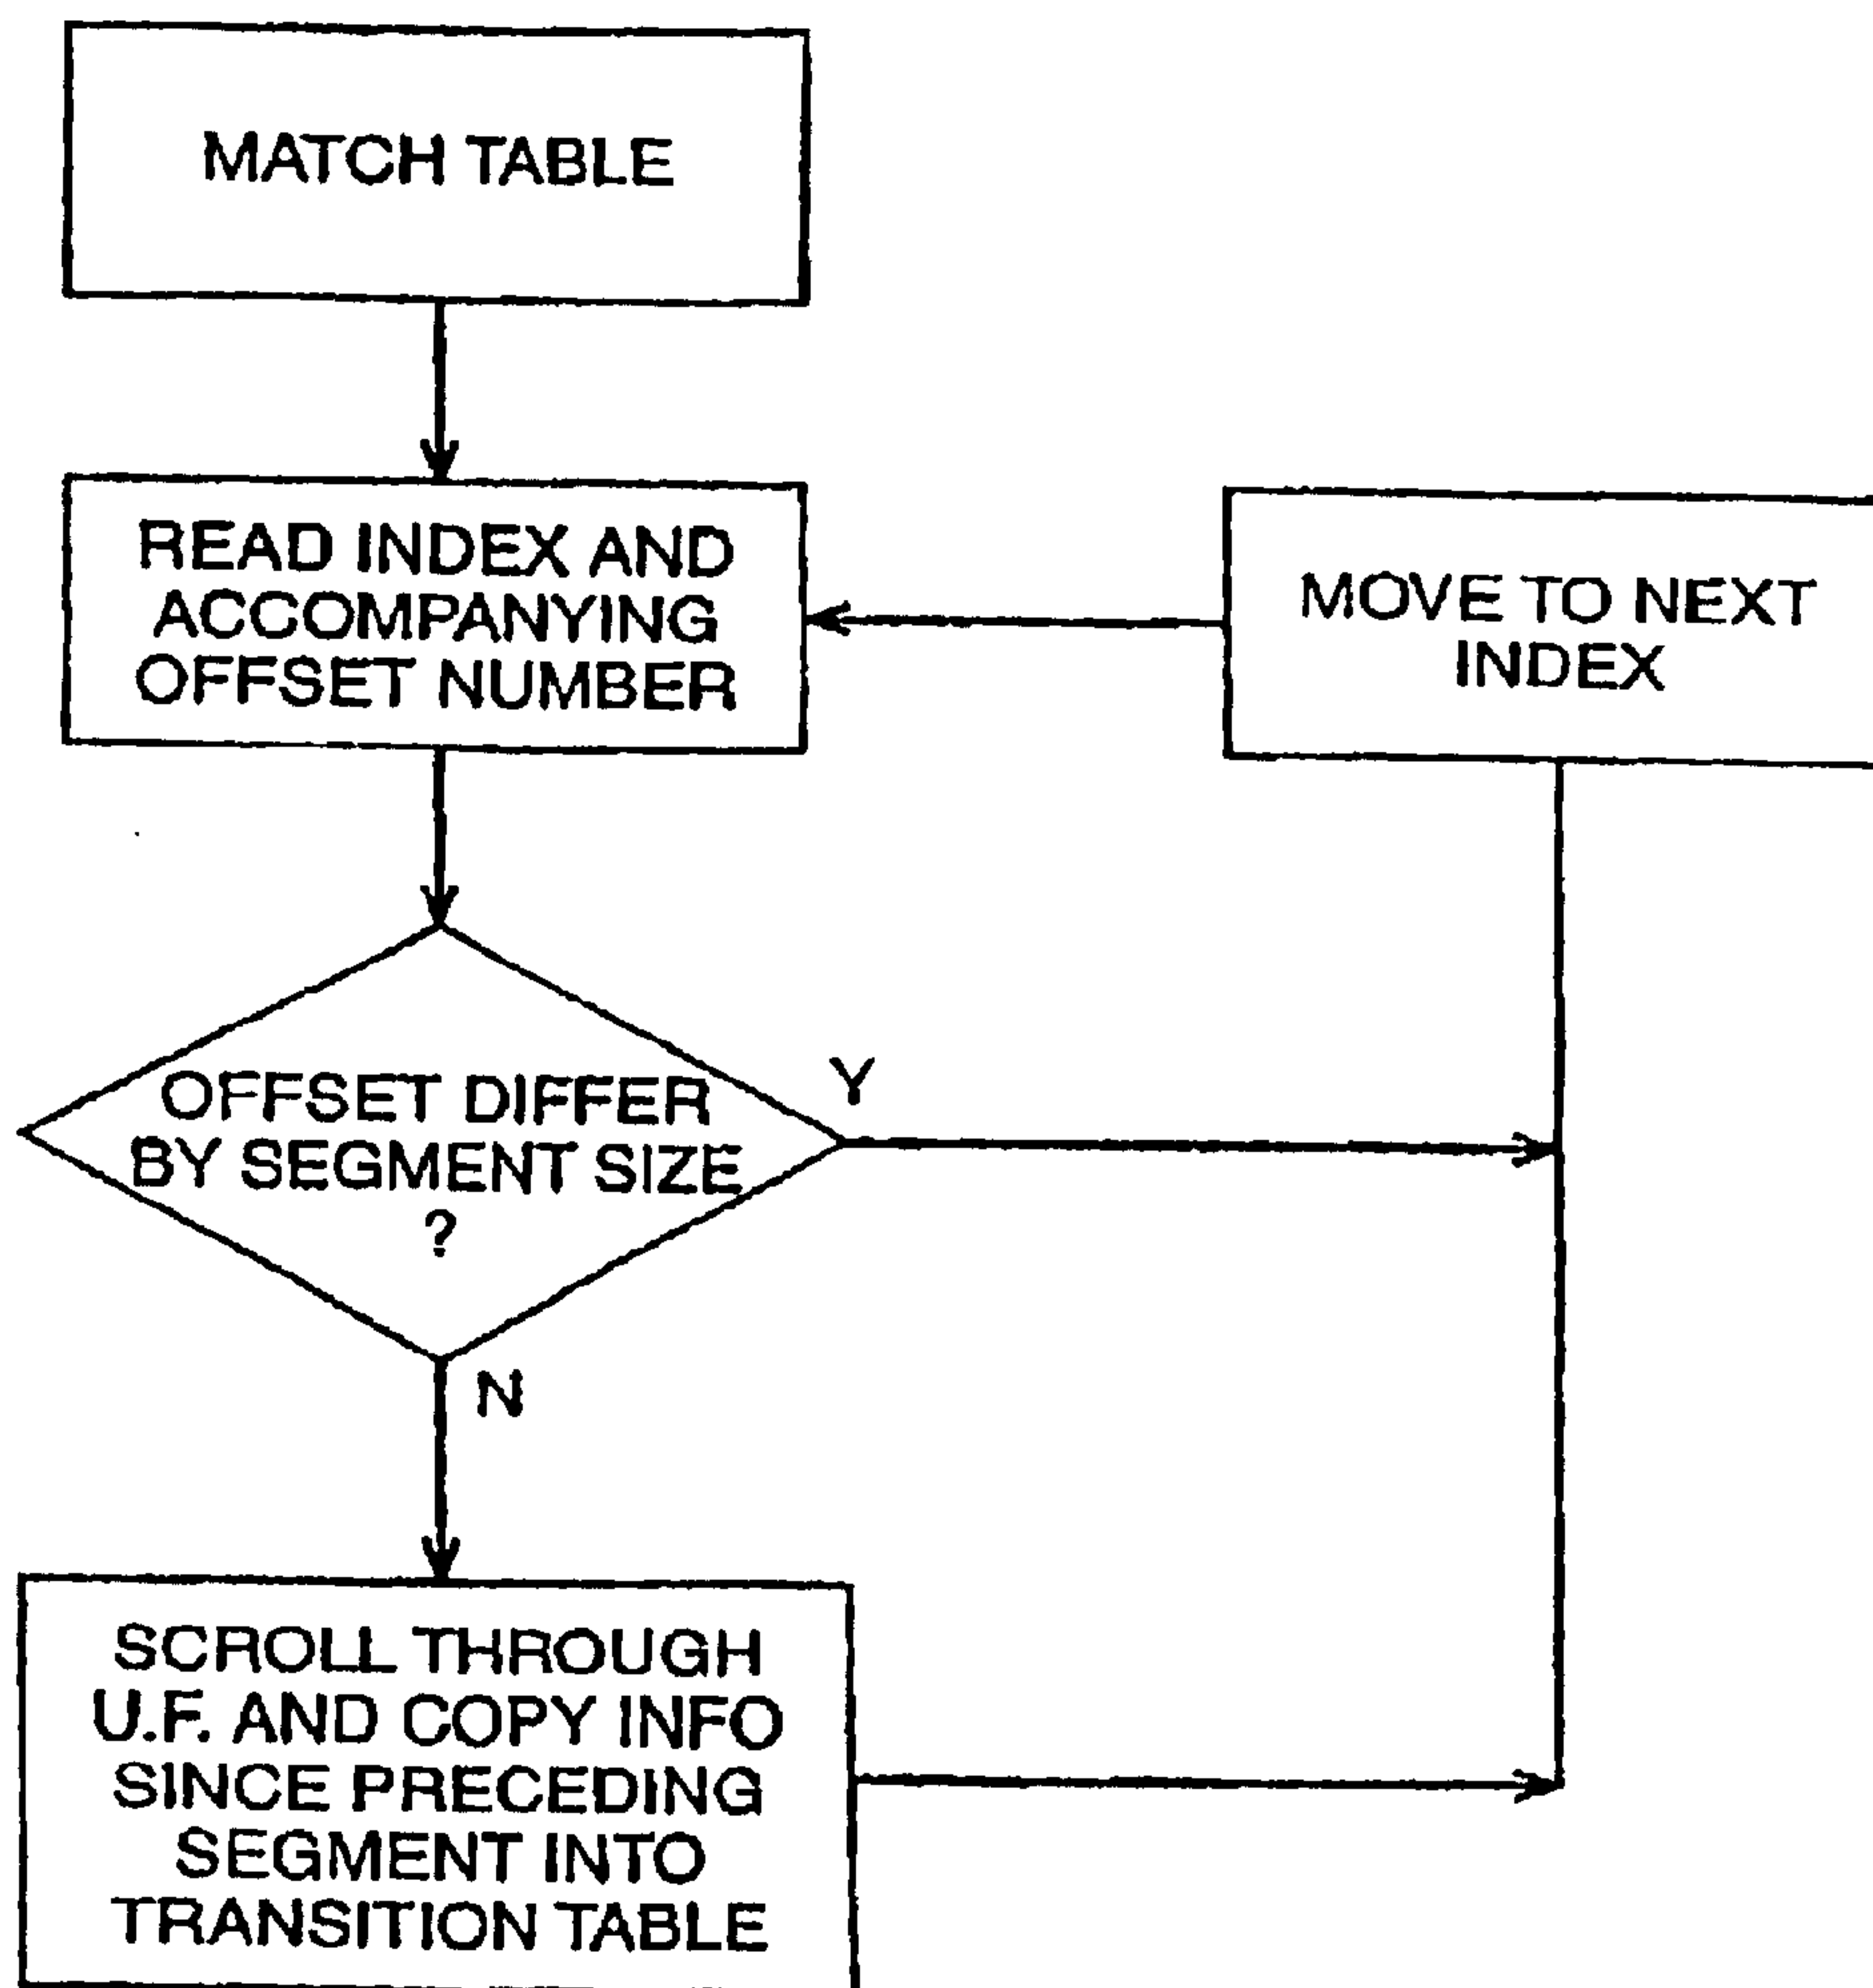 MATCH TABLE
READ INDEX AND
ACCOMPANYING
OFFSET NUMBER
MOVE TO NEXT
INDEX
OFFSET DIFFER
BY SEGMENT SIZE
?
Y
N
SCROLL THROUGH
U.F. AND COPY INFO
SINCE PRECEDING
SEGMENT INTO
TRANSITION TABLE